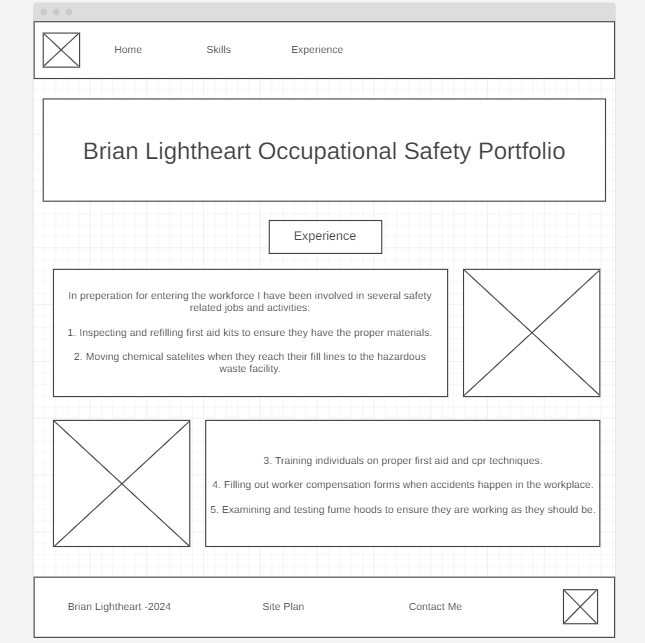 Home Skills Experience
Brian Lightheart Occupational Safety Portfolio
Experience
In preperation for entering the workforce I have been involved in several safety
related jobs and activities:
1. Inspecting and refilling first aid kits to ensure they have the proper materials.
2. Moving chemical satelites when they reach their fill lines to the hazardous
waste facility.
3. Training individuals on proper first aid and cpr techniques.
4. Filling out worker compensation forms when accidents happen in the workplace.
5. Examining and testing fume hoods to ensure they are working as they should be.
Brian Lightheart -2024 Site Plan Contact Me